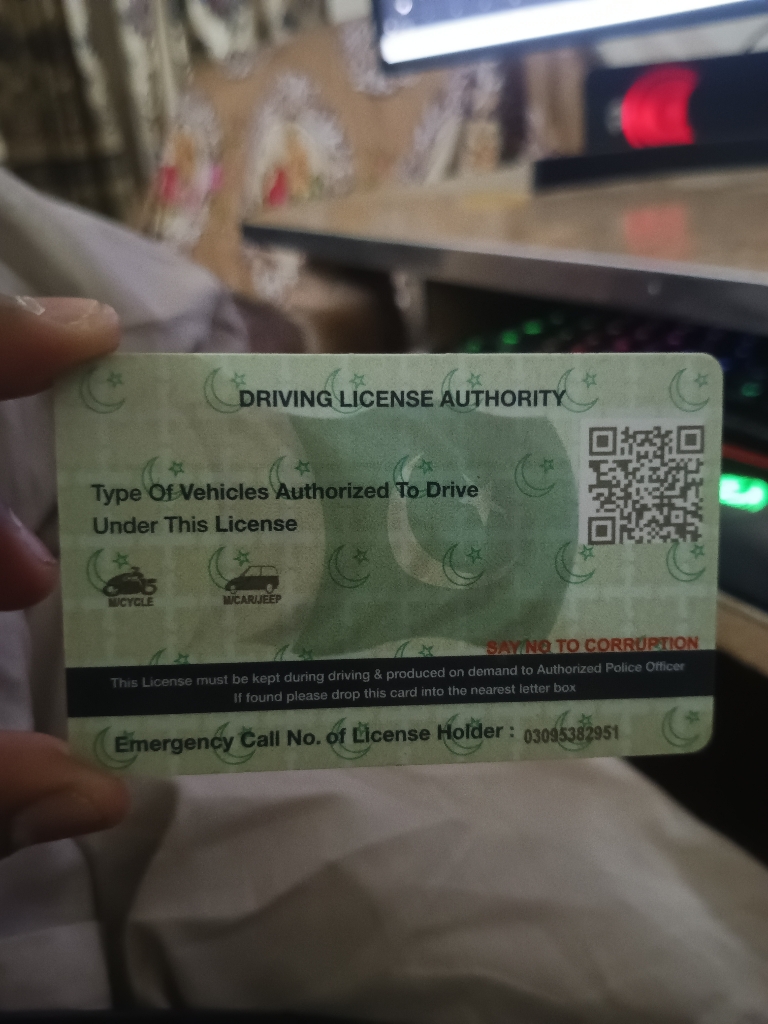 DRIVING LICENSE AUTHORITY
Type Of Vehicles Authorized To Drive
Under This License
M/CYCLE
M/CAR/JEEP
SAY NO TO CORRUPTION
This License must be kept during driving & produced on demand to Authorized Police Officer
If found please drop this card into the nearest letter box
Emergency Call No. of License Holder : 03095382951